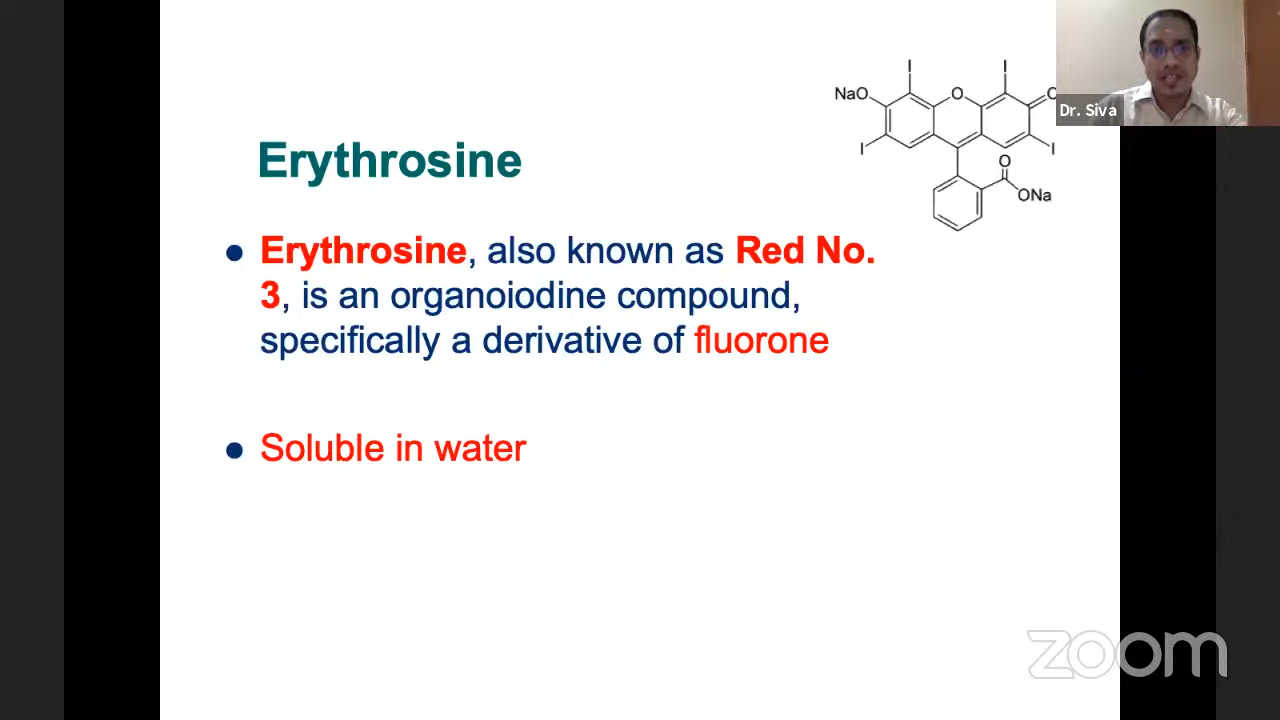 I
I
NaO
O
O
Dr. Siva
I
I
O
ONa
Erythrosine
Erythrosine, also known as Red No.
3, is an organoiodine compound,
specifically a derivative of fluorone
Soluble in water
zoom